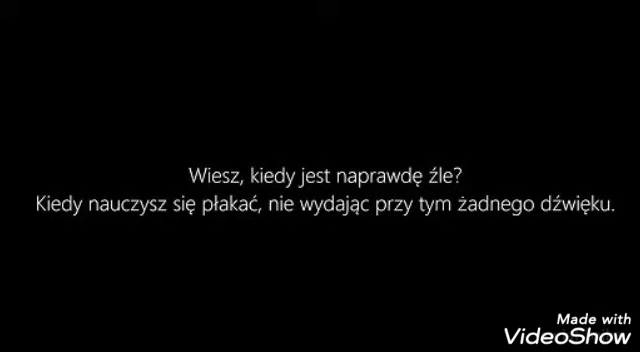 Wiesz, kiedy jest naprawdę źle?
Kiedy nauczysz się płakać, nie wydając przy tym żadnego dźwięku.
Made with
VideoShow